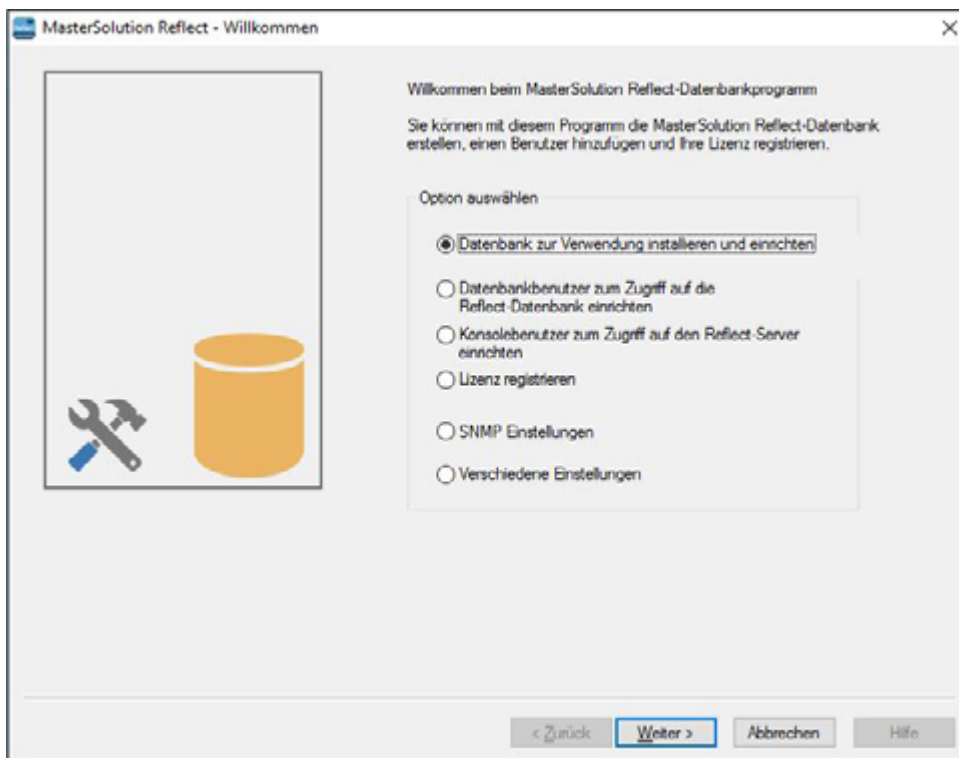 MasterSolution Reflect - Willkommen
Willkommen beim MasterSolution Reflect-Datenbankprogramm
Sie können mit diesem Programm die MasterSolution Reflect-Datenbank
erstellen, einen Benutzer hinzufügen und Ihre Lizenz registrieren.
Option auswählen
Datenbank zur Verwendung installieren und einrichten
Datenbankbenutzer zum Zugriff auf die
Reflect-Datenbank einrichten
Konsolebenutzer zum Zugriff auf den Reflect-Server
einrichten
Lizenz registrieren
SNMP Einstellungen
Verschiedene Einstellungen
< Zurück
Weiter >
Abbrechen
Hilfe